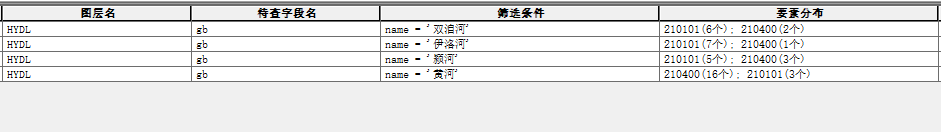 图层名 待查字段名 筛选条件 要素分布
HYDL gb name = '双洎河' 210101(6个); 210400(2个)
HYDL gb name = '伊洛河' 210101(7个); 210400(1个)
HYDL gb name = '颍河' 210101(5个); 210400(3个)
HYDL gb name = '黄河' 210400(16个); 210101(3个)